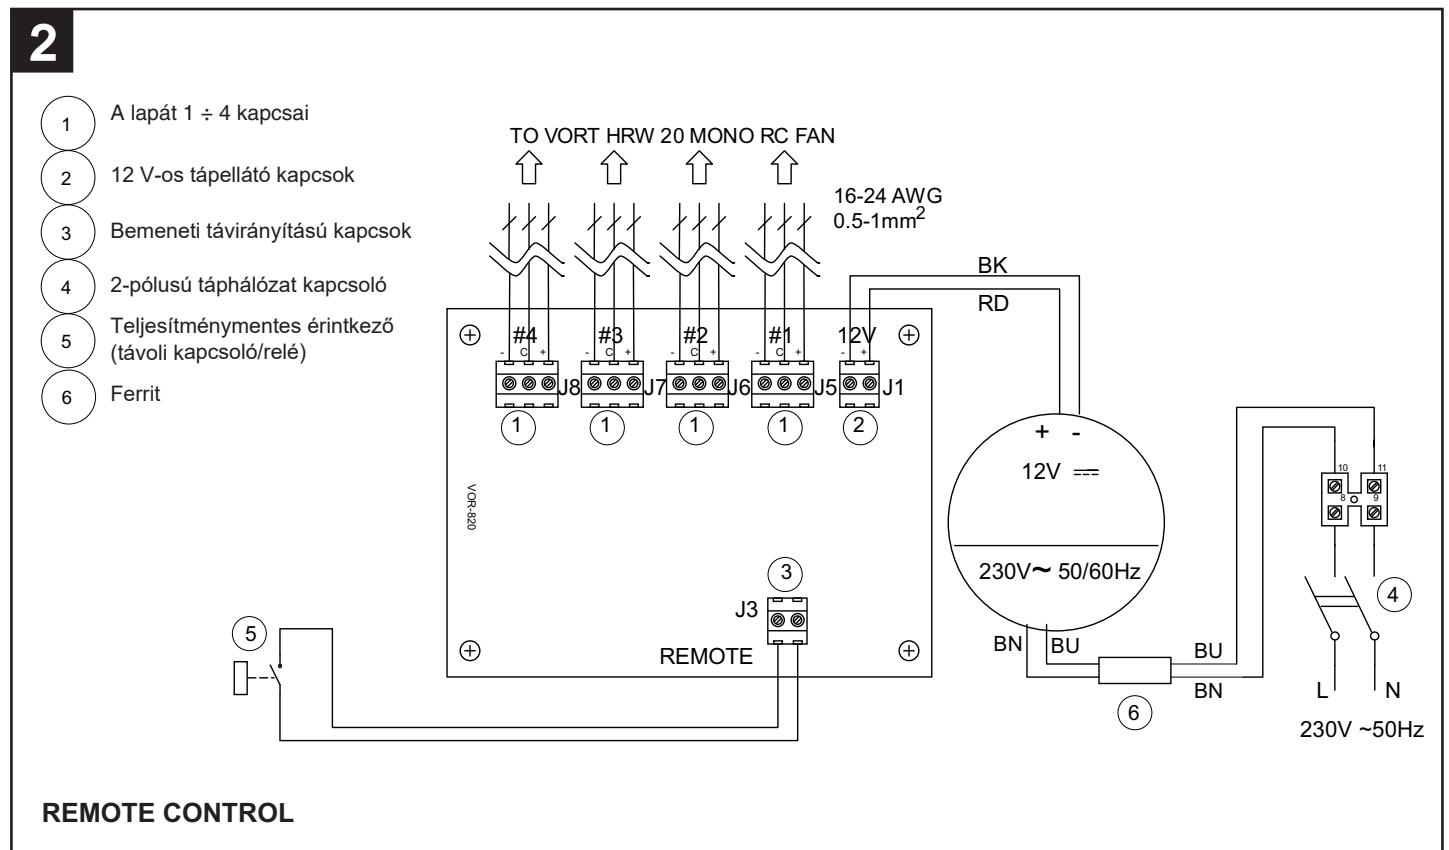 2
1 A lapát 1 ÷ 4 kapcsai
2 12 V-os tápellátó kapcsok
3 Bemeneti távirányítású kapcsok
4 2-pólusú táphálózat kapcsoló
5 Teljesítménymentes érintkező
(távoli kapcsoló/relé)
6 Ferrit
TO VORT HRW 20 MONO RC FAN
16-24 AWG
0.5-1mm²
BK
RD
#4 #3 #2 #1 12V
- C + - C + - C + - C + - +
J8 J7 J6 J5 J1
1 1 1 1 2
+ -
12V
230V~ 50/60Hz
10 11
8 9
VOR-820
3
J3
REMOTE
5
4
BN BU BU
BN
6
L N
230V ~50Hz
REMOTE CONTROL